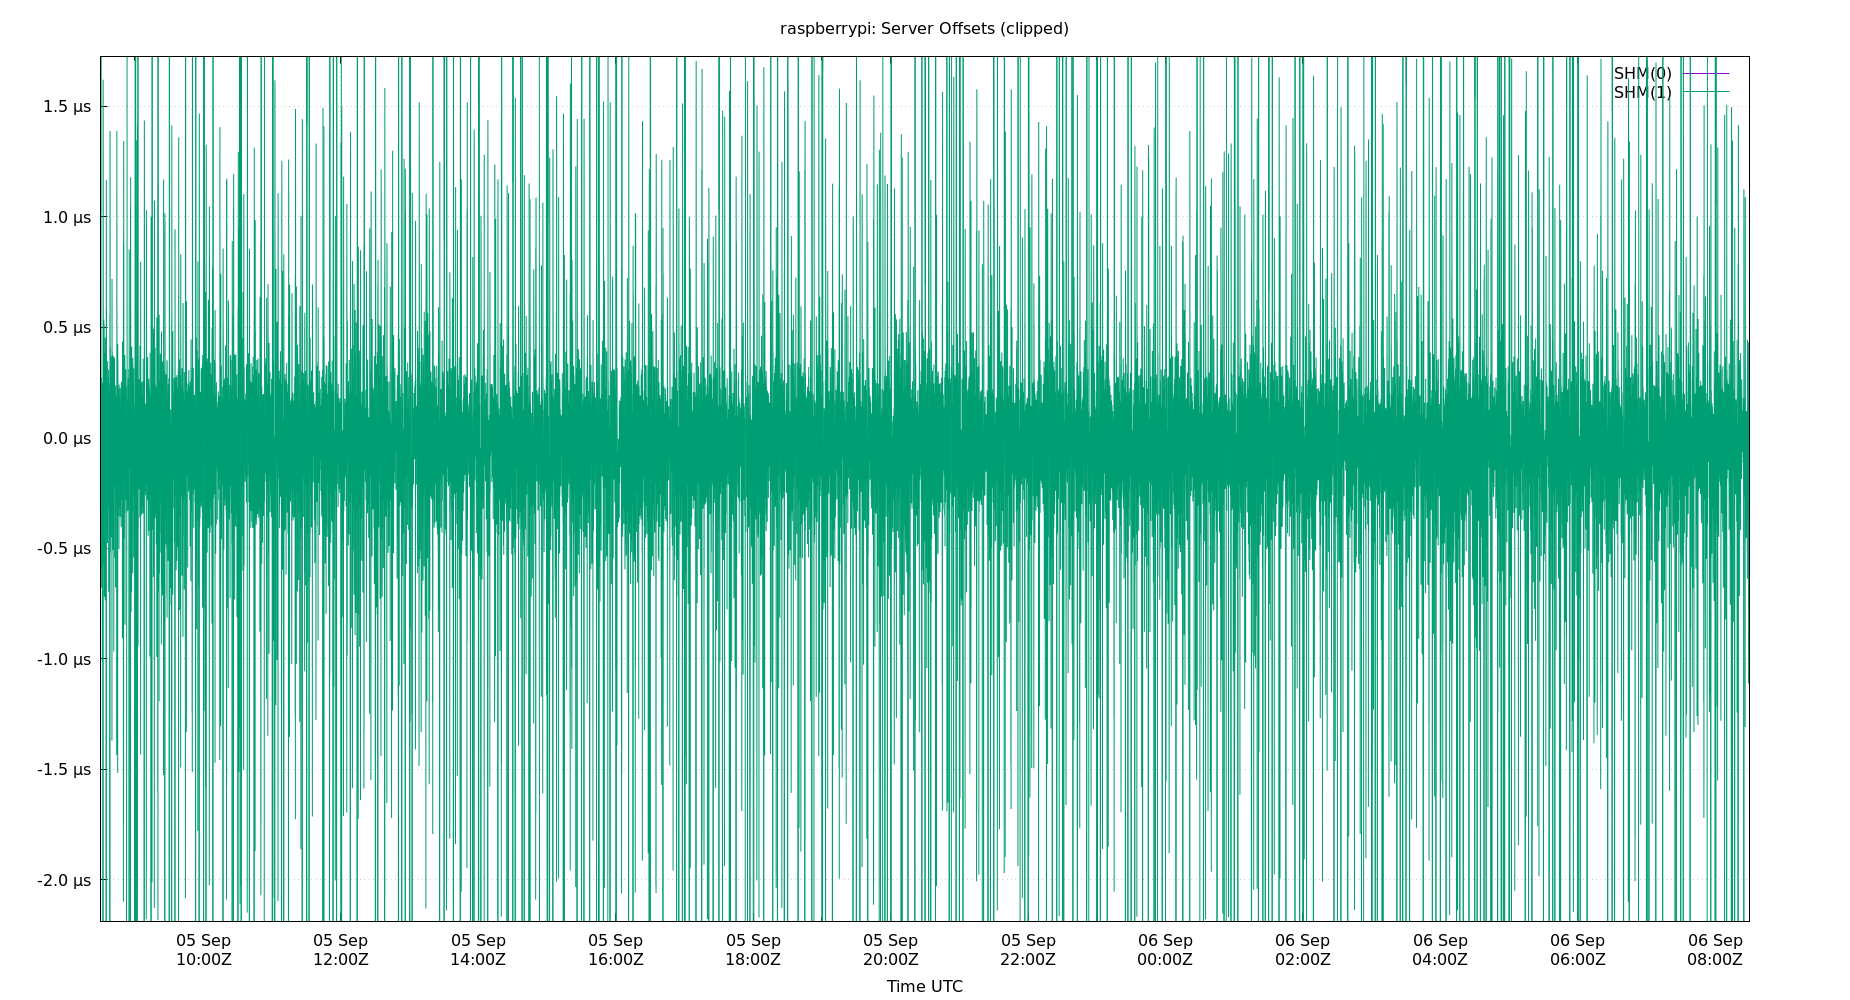 raspberrypi: Server Offsets (clipped)
SHM(0)
SHM(1)
1.5 µs
1.0 µs
0.5 µs
0.0 µs
-0.5 µs
-1.0 µs
-1.5 µs
-2.0 µs
05 Sep 05 Sep 05 Sep 05 Sep 05 Sep 05 Sep 05 Sep 06 Sep 06 Sep 06 Sep 06 Sep 06 Sep
10:00Z 12:00Z 14:00Z 16:00Z 18:00Z 20:00Z 22:00Z 00:00Z 02:00Z 04:00Z 06:00Z 08:00Z
Time UTC